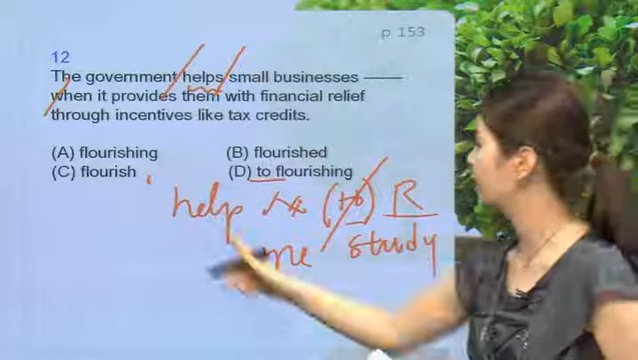 p 153
12
The government helps small businesses ———
when it provides them with financial relief
through incentives like tax credits.
(A) flourishing (B) flourished
(C) flourish (D) to flourishing
help (to) R
me study